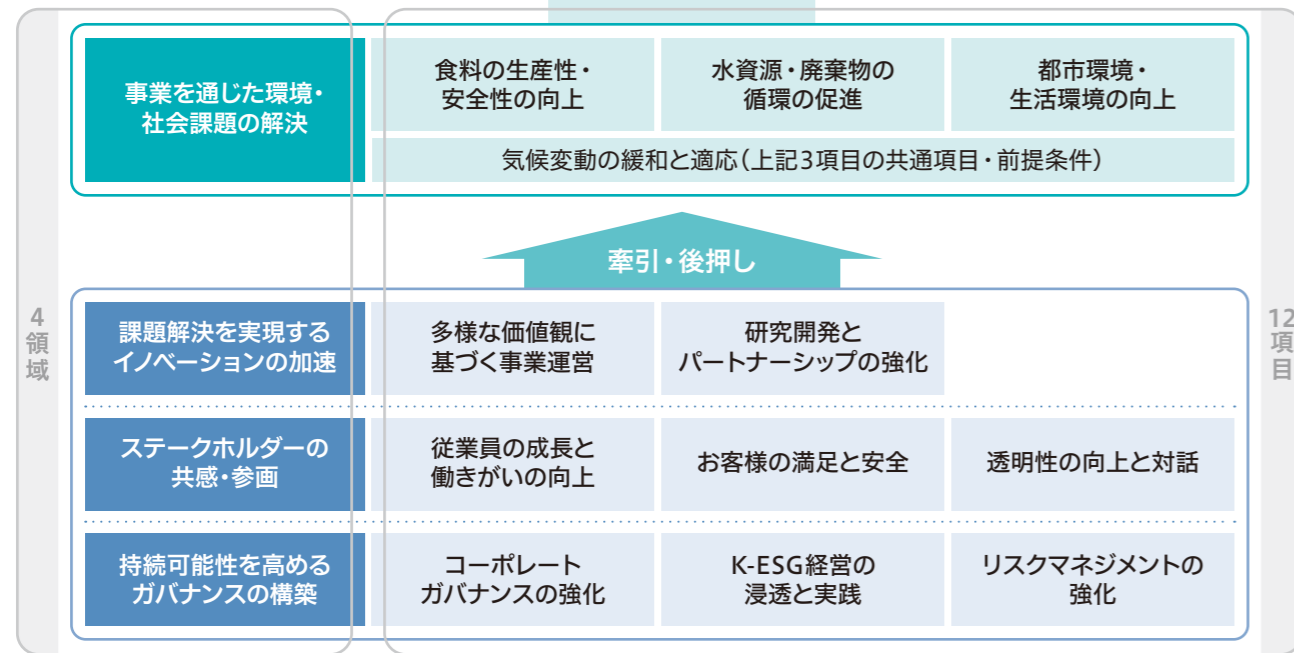 事業を通じた環境・
社会課題の解決
食料の生産性・
安全性の向上
水資源・廃棄物の
循環の促進
都市環境・
生活環境の向上
気候変動の緩和と適応（上記3項目の共通項目・前提条件）
牽引・後押し
4領域
12項目
課題解決を実現する
イノベーションの加速
多様な価値観に
基づく事業運営
研究開発と
パートナーシップの強化
ステークホルダーの
共感・参画
従業員の成長と
働きがいの向上
お客様の満足と安全
透明性の向上と対話
持続可能性を高める
ガバナンスの構築
コーポレート
ガバナンスの強化
K-ESG経営の
浸透と実践
リスクマネジメントの
強化